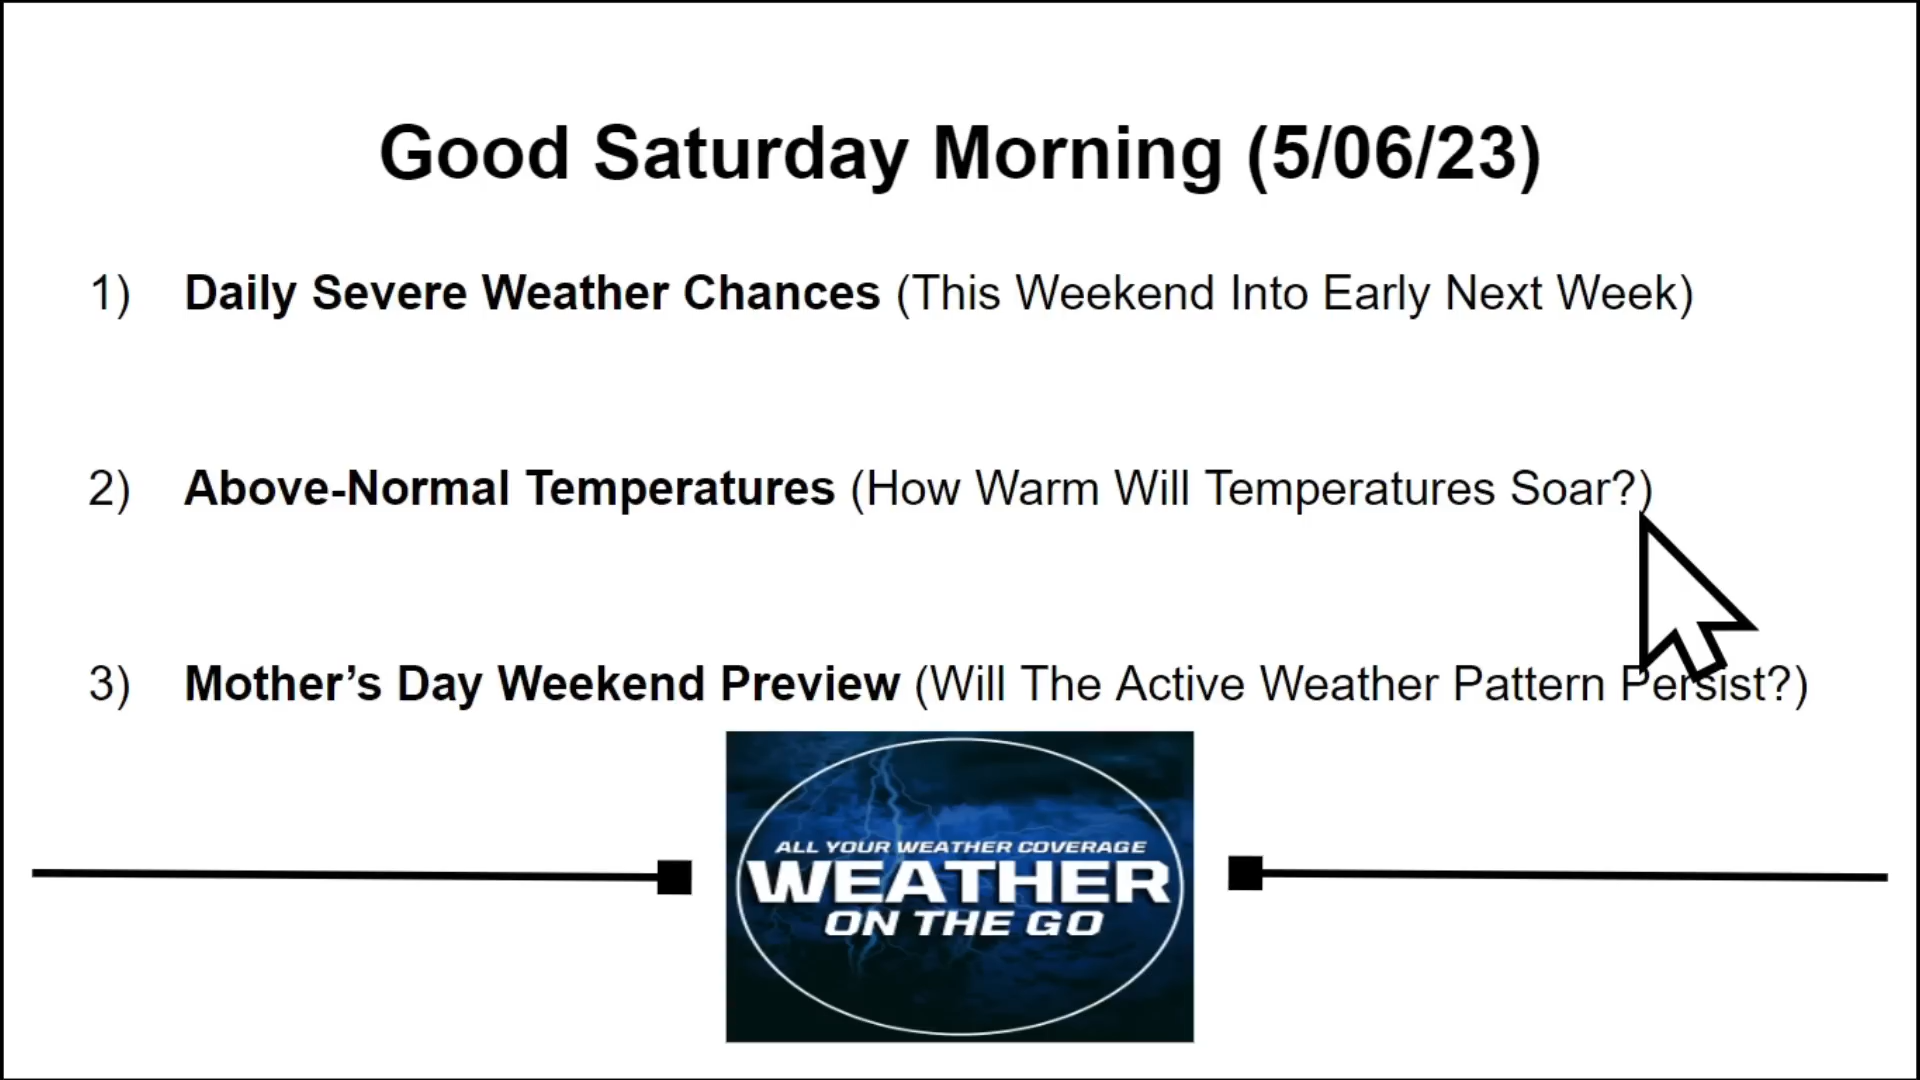 Good Saturday Morning (5/06/23)
1) Daily Severe Weather Chances (This Weekend Into Early Next Week)
2) Above-Normal Temperatures (How Warm Will Temperatures Soar?)
3) Mother’s Day Weekend Preview (Will The Active Weather Pattern Persist?)
ALL YOUR WEATHER COVERAGE
WEATHER
ON THE GO